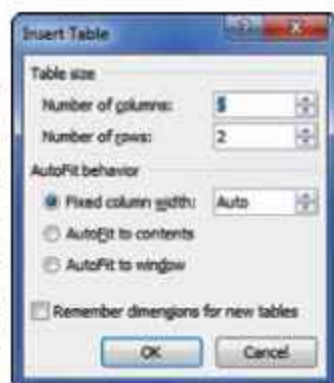 Insert Table
Table size
Number of columns: 5
Number of rows: 2
AutoFit behavior
Fixed column width: Auto
AutoFit to contents
AutoFit to window
Remember dimensions for new tables
OK Cancel